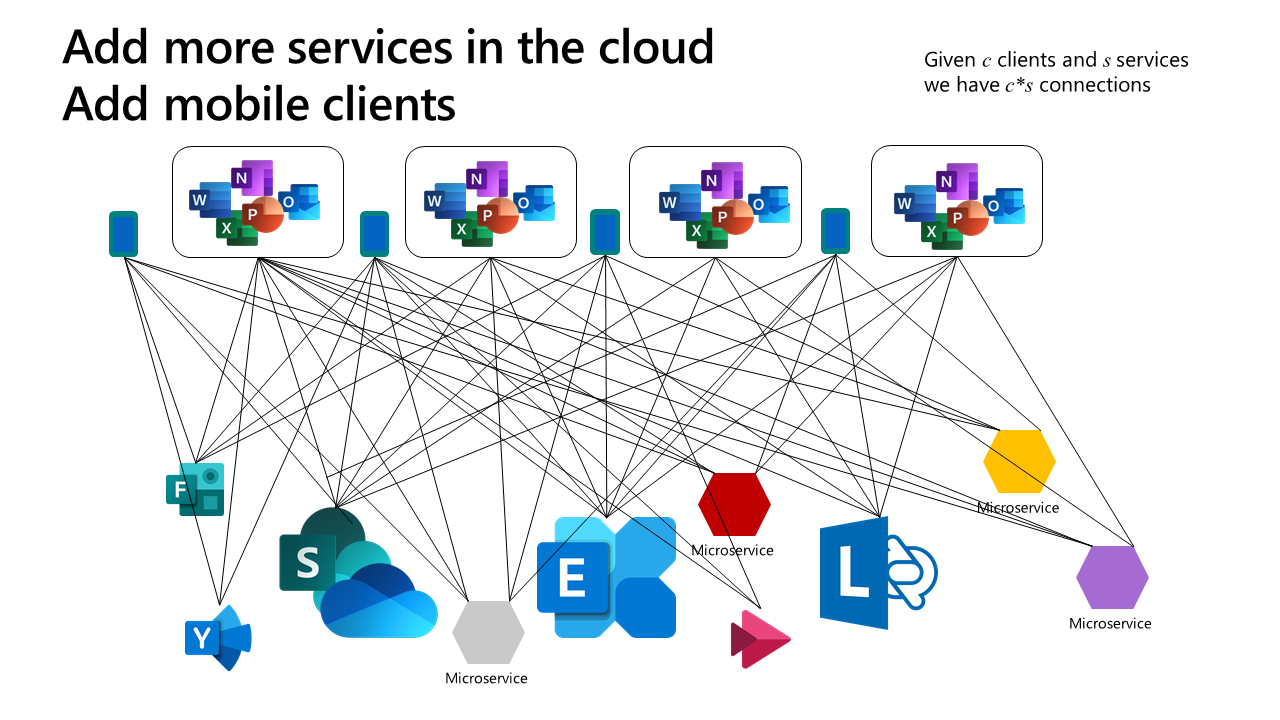 Add more services in the cloud
Add mobile clients
Given c clients and s services
we have c*s connections
N
W
O
P
X
N
W
O
P
X
N
W
O
P
X
N
W
O
P
X
F
Microservice
S
E
Microservice
L
Microservice
Y
Microservice